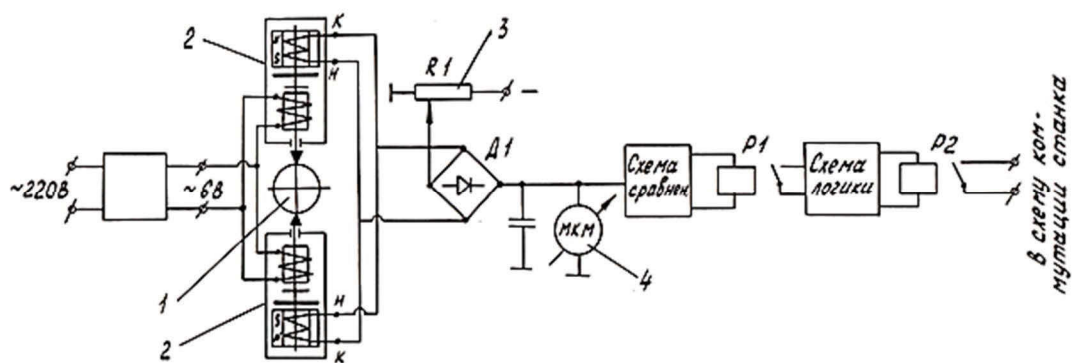 2
К
S
Н
3
R1
–
Д1
~220В
~6В
Схема
сравнен.
Р1
Схема
логики
Р2
в схему ком-
мутации станка
МКМ
4
1
2
Н
S
К